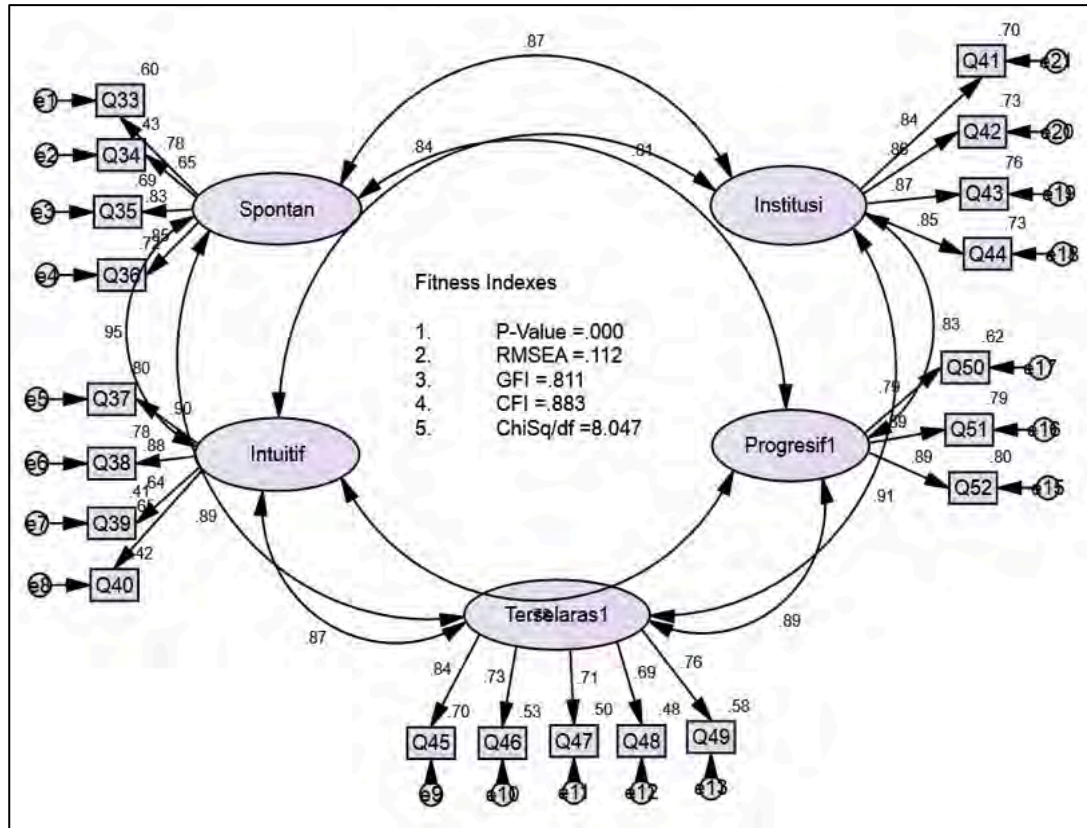 .87
.70
.60
Q41
e21
e1
Q33
.84
.73
.43
.78
.84
.81
.86
Q42
e20
e2
Q34
.65
.76
.69
.87
Q43
e19
e3
Q35
.83
Spontan
Institusi
.85
.73
.72
.85
Q44
e18
e4
Q36
Fitness Indexes
.95
1. P-Value =.000
.83
.62
2. RMSEA =.112
Q50
e17
.80
3. GFI =.811
.79
e5
Q37
.90
4. CFI =.883
.89
.79
.78
5. ChiSq/df =8.047
Q51
e16
e6
Q38
.88
Intuitif
Progresif1
.89
.80
.64
Q52
e15
.41
.65
.91
e7
Q39
.89
.42
e8
Q40
Terselaras1
.87
.89
.84
.73
.71
.69
.76
.70
.53
.50
.48
.58
Q45
Q46
Q47
Q48
Q49
e9
e10
e11
e12
e13